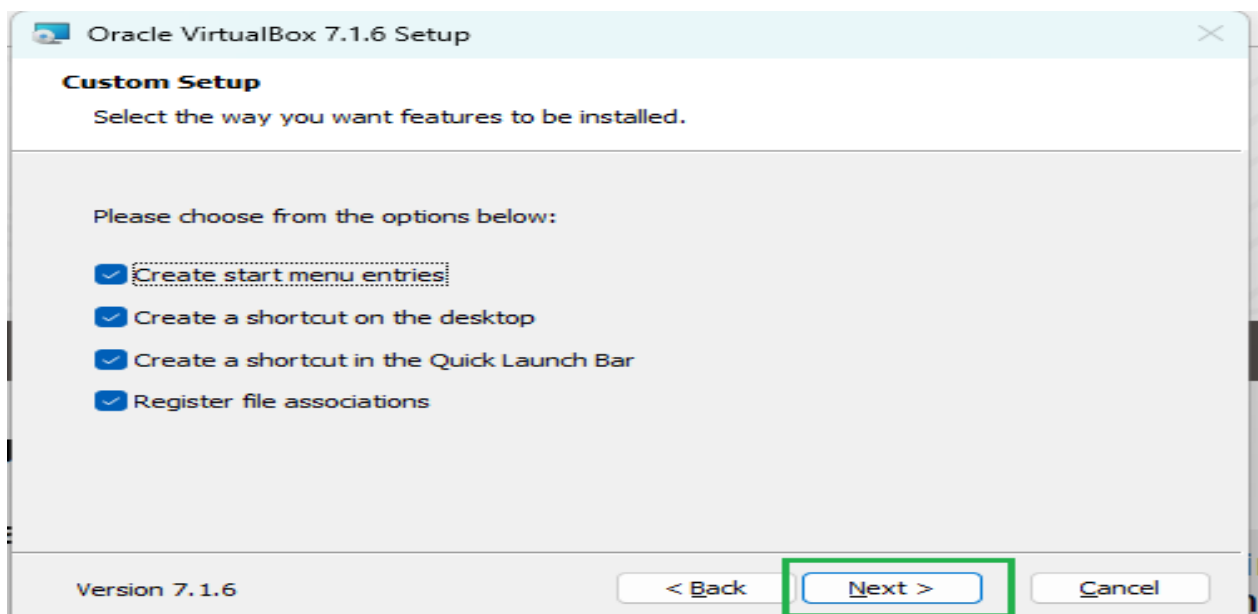 Oracle VirtualBox 7.1.6 Setup
Custom Setup
Select the way you want features to be installed.
Please choose from the options below:
Create start menu entries
Create a shortcut on the desktop
Create a shortcut in the Quick Launch Bar
Register file associations
Version 7.1.6 < Back Next > Cancel